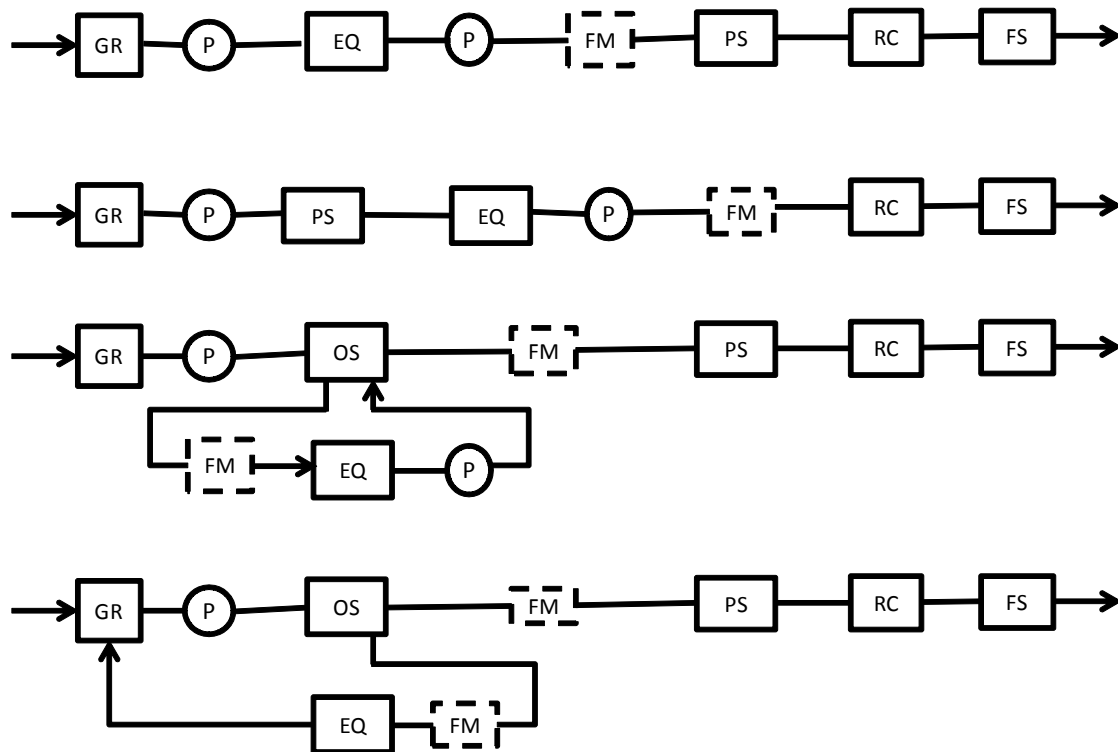 GR P EQ P FM PS RC FS
GR P PS EQ P FM RC FS
GR P OS FM PS RC FS
FM EQ P
GR P OS FM PS RC FS
EQ FM